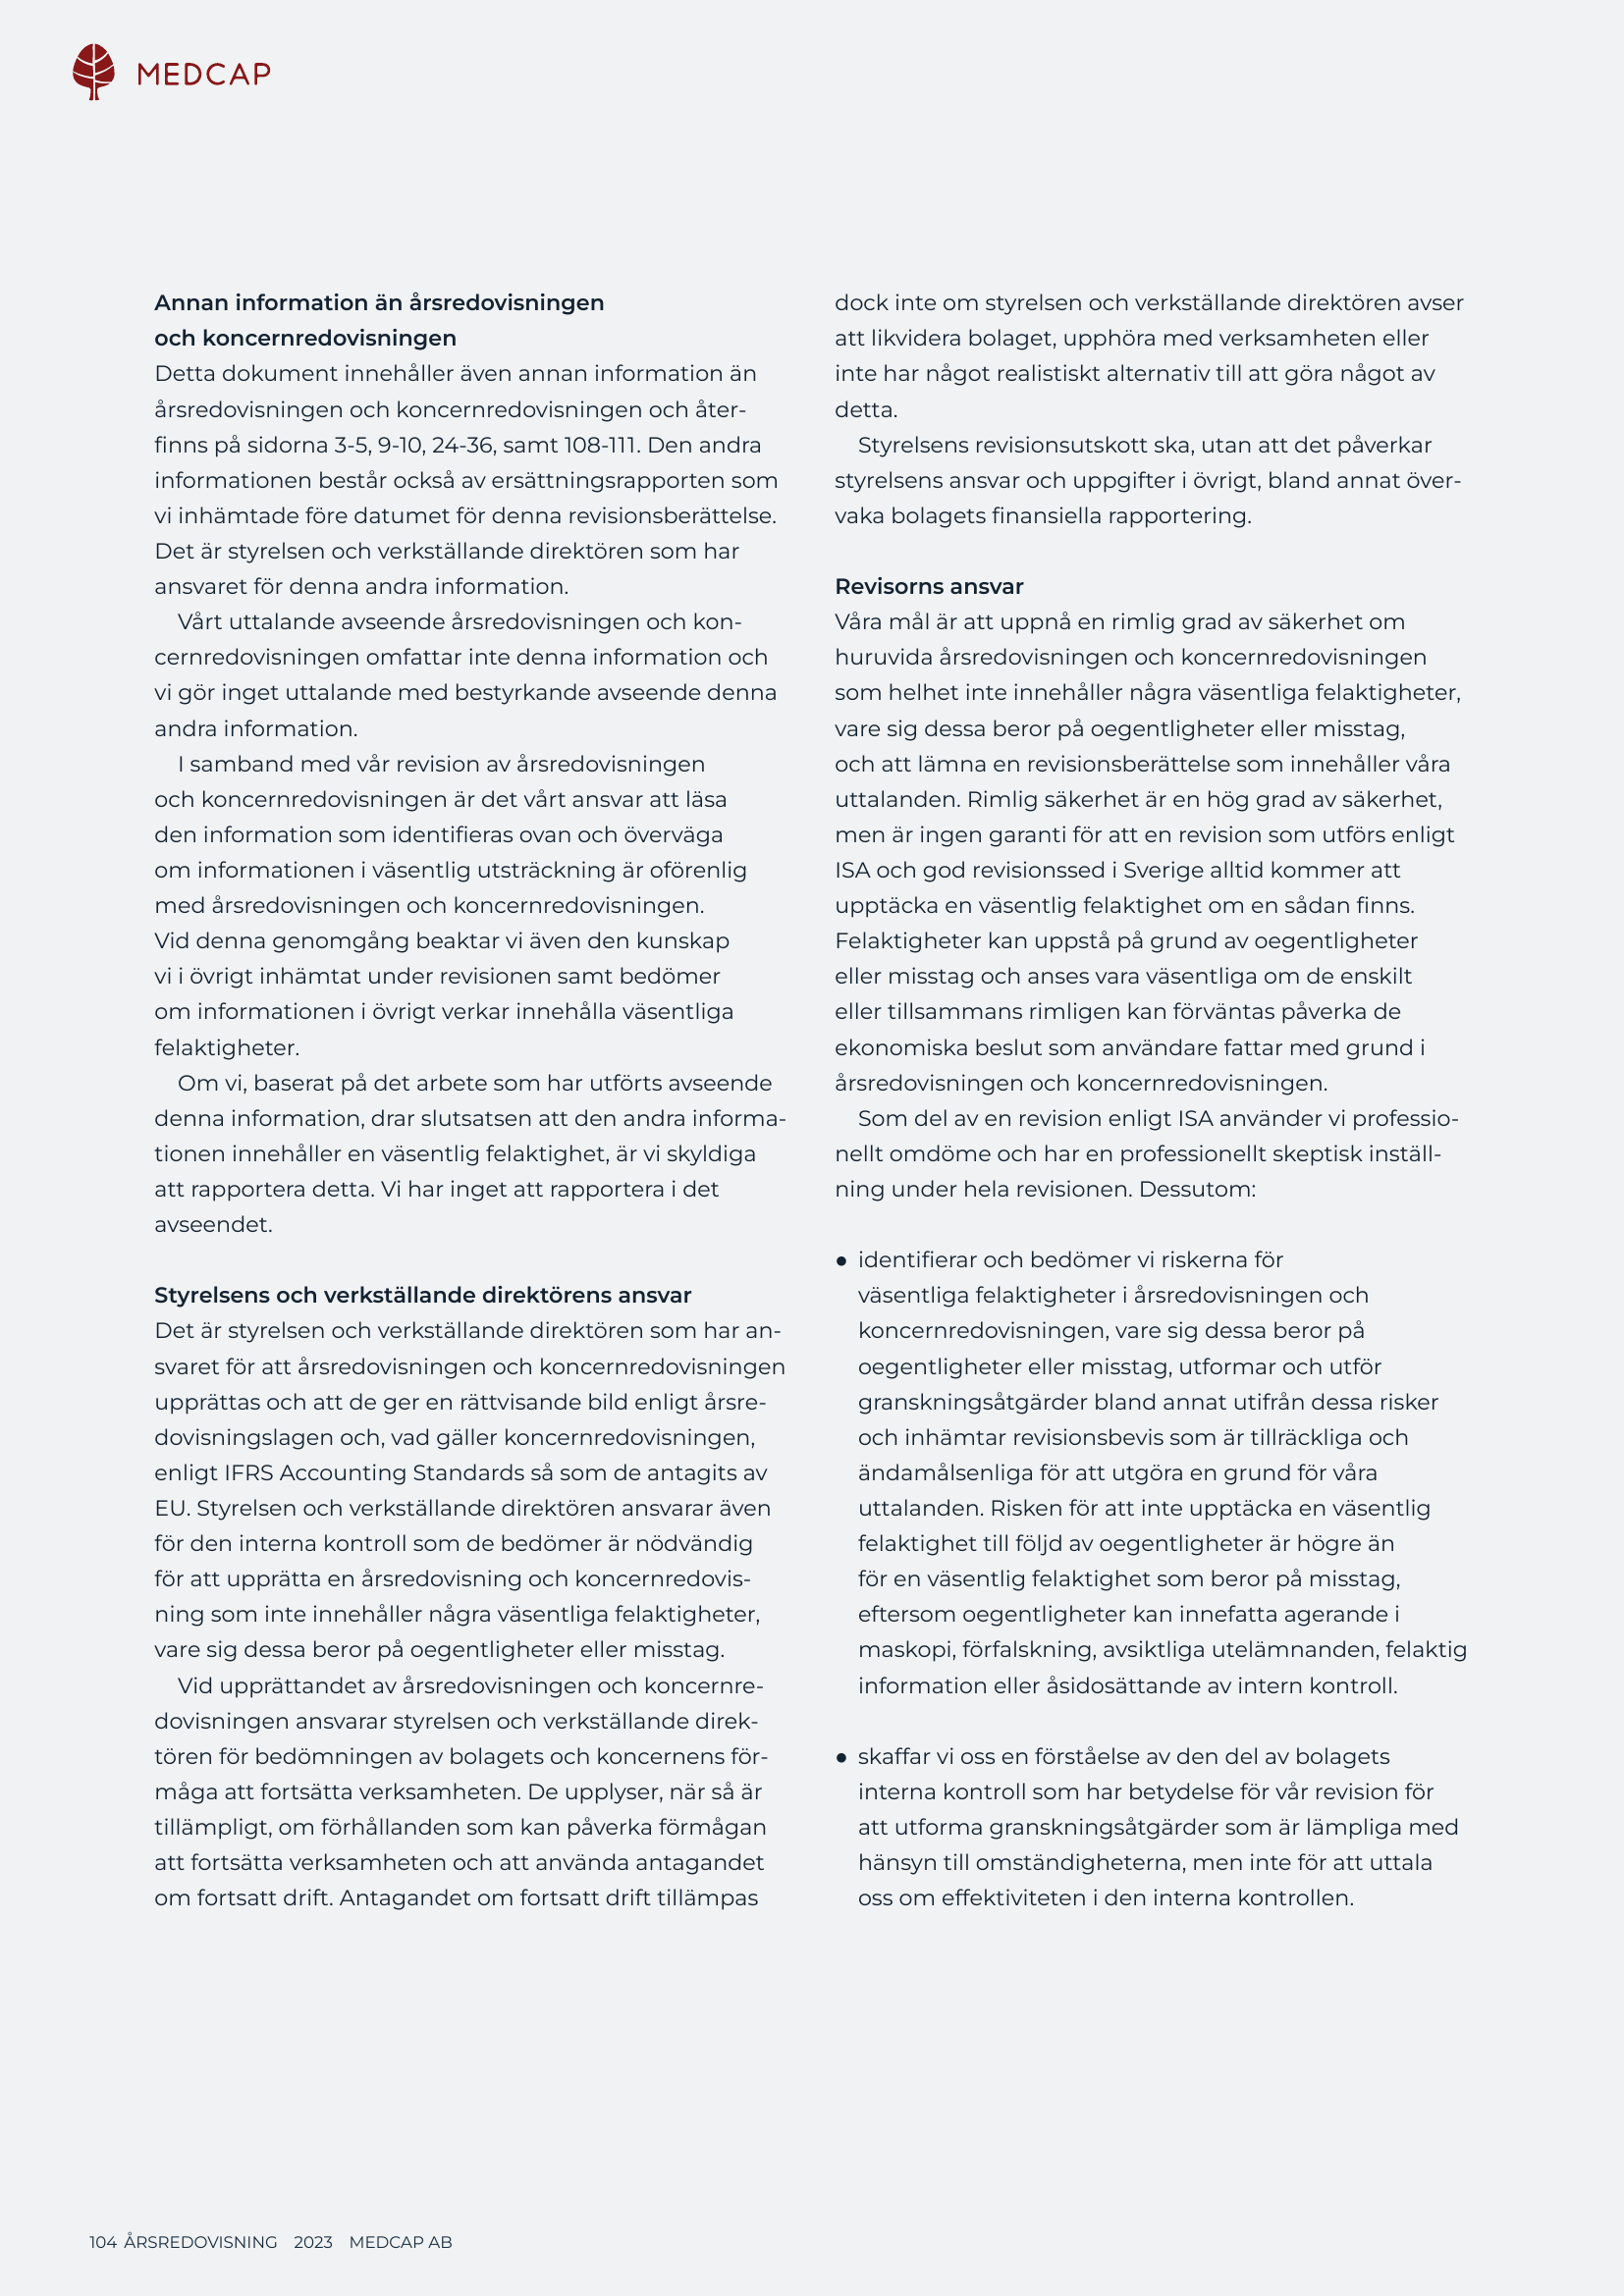 MEDCAP
Annan information än årsredovisningen
och koncernredovisningen
Detta dokument innehåller även annan information än
årsredovisningen och koncernredovisningen och åter-
finns på sidorna 3-5, 9-10, 24-36, samt 108-111. Den andra
informationen består också av ersättningsrapporten som
vi inhämtade före datumet för denna revisionsberättelse.
Det är styrelsen och verkställande direktören som har
ansvaret för denna andra information.
Vårt uttalande avseende årsredovisningen och kon-
cernredovisningen omfattar inte denna information och
vi gör inget uttalande med bestyrkande avseende denna
andra information.
I samband med vår revision av årsredovisningen
och koncernredovisningen är det vårt ansvar att läsa
den information som identifieras ovan och överväga
om informationen i väsentlig utsträckning är oförenlig
med årsredovisningen och koncernredovisningen.
Vid denna genomgång beaktar vi även den kunskap
vi i övrigt inhämtat under revisionen samt bedömer
om informationen i övrigt verkar innehålla väsentliga
felaktigheter.
Om vi, baserat på det arbete som har utförts avseende
denna information, drar slutsatsen att den andra informa-
tionen innehåller en väsentlig felaktighet, är vi skyldiga
att rapportera detta. Vi har inget att rapportera i det
avseendet.
Styrelsens och verkställande direktörens ansvar
Det är styrelsen och verkställande direktören som har an-
svaret för att årsredovisningen och koncernredovisningen
upprättas och att de ger en rättvisande bild enligt årsre-
dovisningslagen och, vad gäller koncernredovisningen,
enligt IFRS Accounting Standards så som de antagits av
EU. Styrelsen och verkställande direktören ansvarar även
för den interna kontroll som de bedömer är nödvändig
för att upprätta en årsredovisning och koncernredovis-
ning som inte innehåller några väsentliga felaktigheter,
vare sig dessa beror på oegentligheter eller misstag.
Vid upprättandet av årsredovisningen och koncernre-
dovisningen ansvarar styrelsen och verkställande direk-
tören för bedömningen av bolagets och koncernens för-
måga att fortsätta verksamheten. De upplyser, när så är
tillämpligt, om förhållanden som kan påverka förmågan
att fortsätta verksamheten och att använda antagandet
om fortsatt drift. Antagandet om fortsatt drift tillämpas
dock inte om styrelsen och verkställande direktören avser
att likvidera bolaget, upphöra med verksamheten eller
inte har något realistiskt alternativ till att göra något av
detta.
Styrelsens revisionsutskott ska, utan att det påverkar
styrelsens ansvar och uppgifter i övrigt, bland annat över-
vaka bolagets finansiella rapportering.
Revisorns ansvar
Våra mål är att uppnå en rimlig grad av säkerhet om
huruvida årsredovisningen och koncernredovisningen
som helhet inte innehåller några väsentliga felaktigheter,
vare sig dessa beror på oegentligheter eller misstag,
och att lämna en revisionsberättelse som innehåller våra
uttalanden. Rimlig säkerhet är en hög grad av säkerhet,
men är ingen garanti för att en revision som utförs enligt
ISA och god revisionssed i Sverige alltid kommer att
upptäcka en väsentlig felaktighet om en sådan finns.
Felaktigheter kan uppstå på grund av oegentligheter
eller misstag och anses vara väsentliga om de enskilt
eller tillsammans rimligen kan förväntas påverka de
ekonomiska beslut som användare fattar med grund i
årsredovisningen och koncernredovisningen.
Som del av en revision enligt ISA använder vi professio-
nellt omdöme och har en professionellt skeptisk inställ-
ning under hela revisionen. Dessutom:
● identifierar och bedömer vi riskerna för
väsentliga felaktigheter i årsredovisningen och
koncernredovisningen, vare sig dessa beror på
oegentligheter eller misstag, utformar och utför
granskningsåtgärder bland annat utifrån dessa risker
och inhämtar revisionsbevis som är tillräckliga och
ändamålsenliga för att utgöra en grund för våra
uttalanden. Risken för att inte upptäcka en väsentlig
felaktighet till följd av oegentligheter är högre än
för en väsentlig felaktighet som beror på misstag,
eftersom oegentligheter kan innefatta agerande i
maskopi, förfalskning, avsiktliga utelämnanden, felaktig
information eller åsidosättande av intern kontroll.
● skaffar vi oss en förståelse av den del av bolagets
interna kontroll som har betydelse för vår revision för
att utforma granskningsåtgärder som är lämpliga med
hänsyn till omständigheterna, men inte för att uttala
oss om effektiviteten i den interna kontrollen.
104 ÅRSREDOVISNING 2023 MEDCAP AB